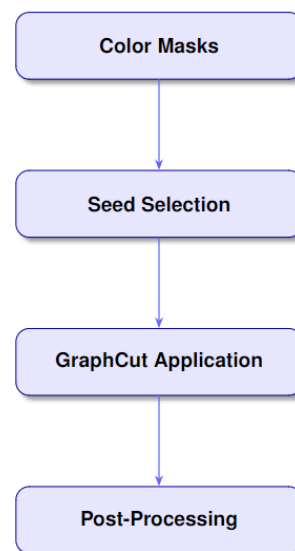 Color Masks
Seed Selection
GraphCut Application
Post-Processing